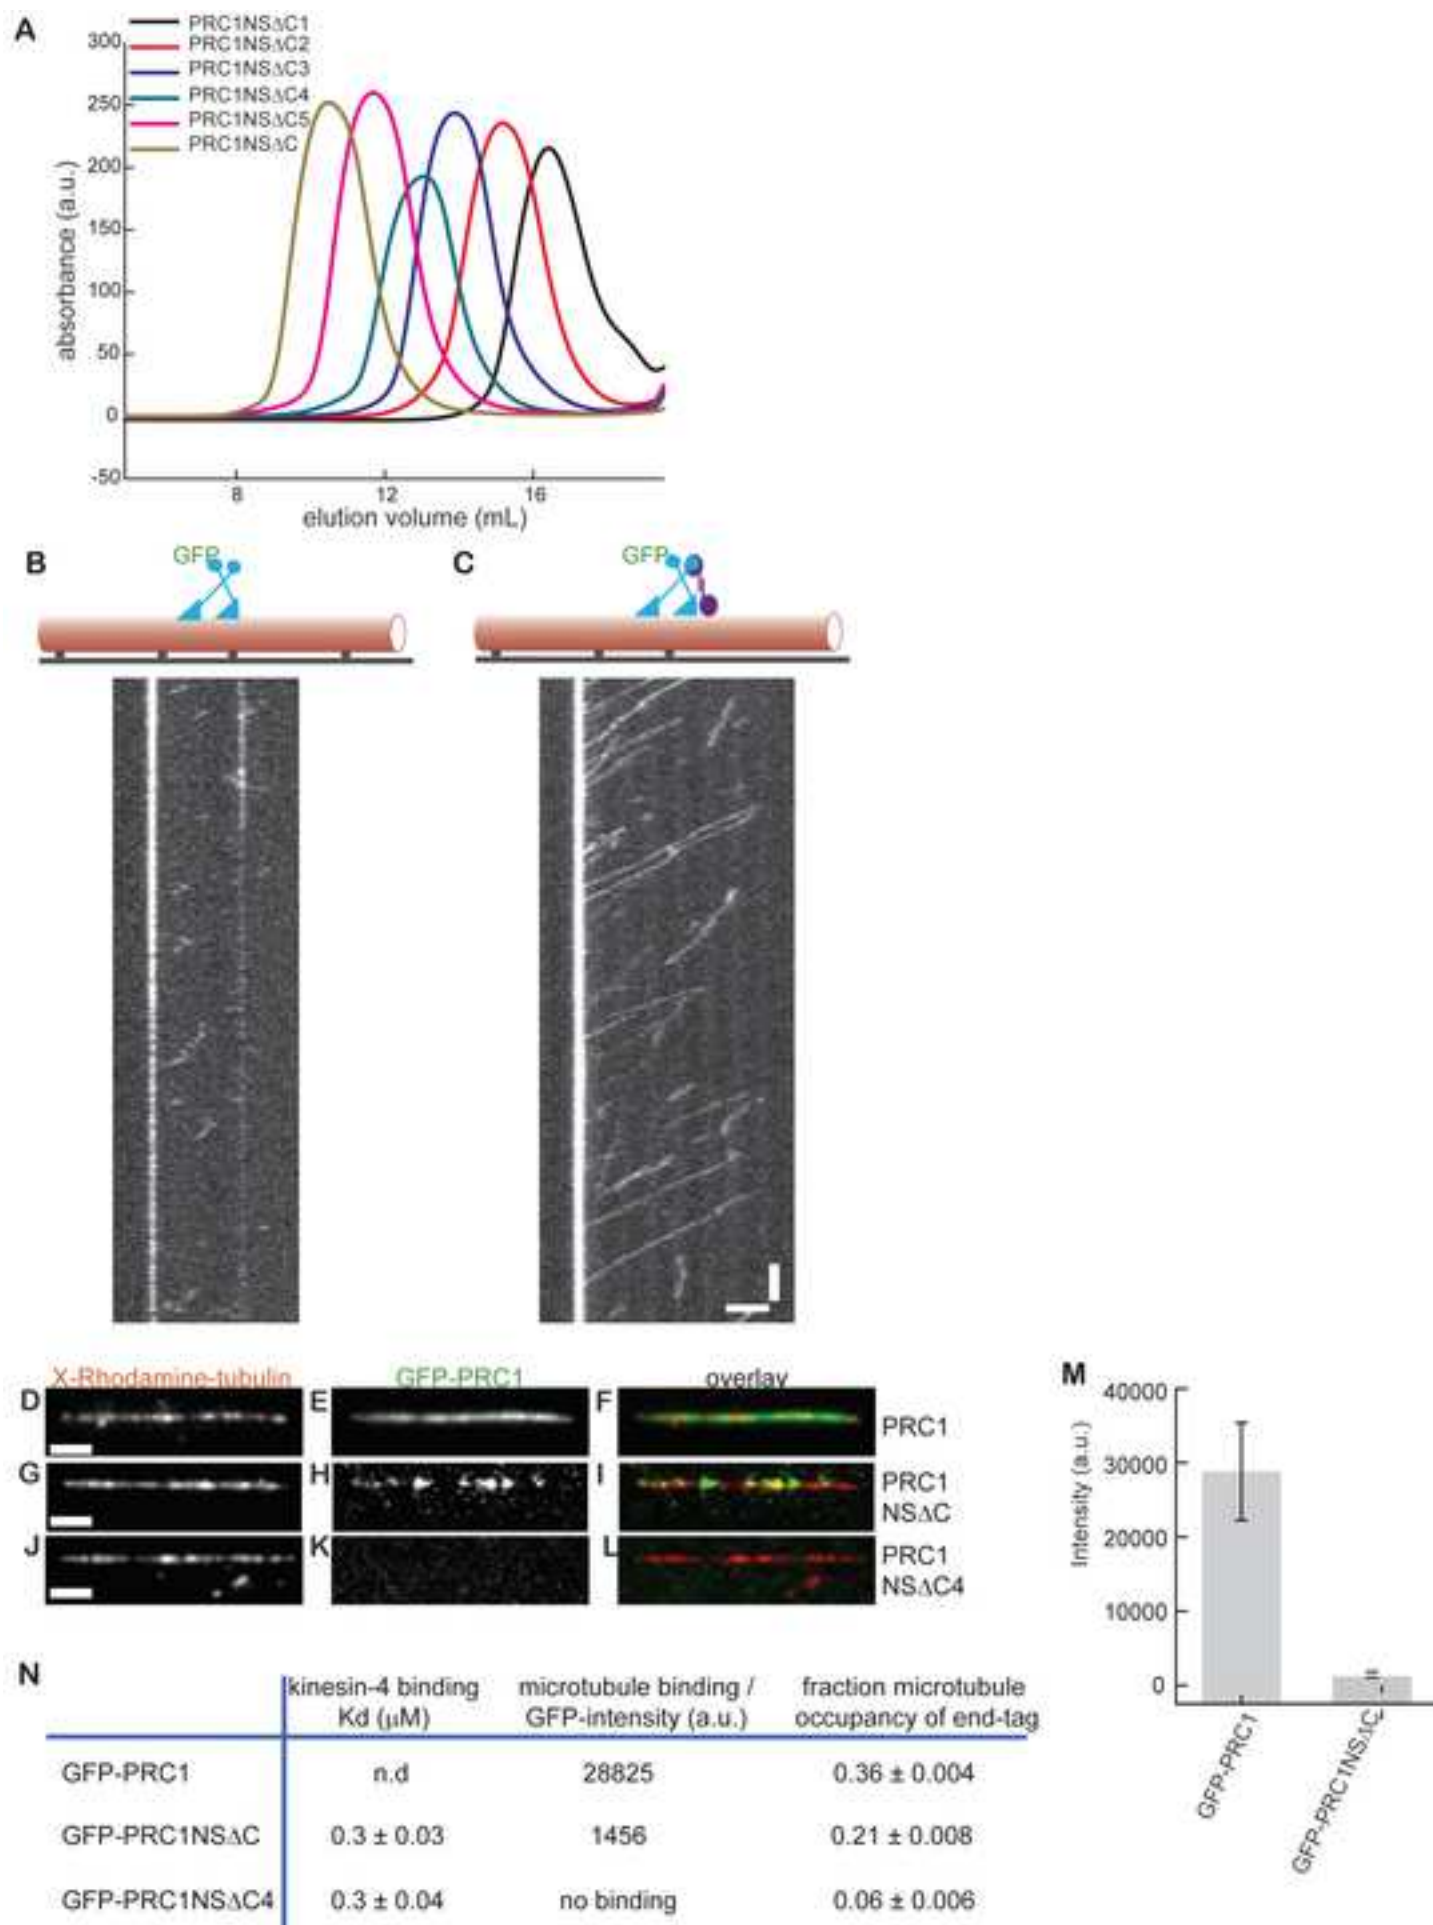 A
PRC1NSΔC1
PRC1NSΔC2
PRC1NSΔC3
PRC1NSΔC4
PRC1NSΔC5
PRC1NSΔC
300
250
200
150
100
50
0
-50
absorbance (a.u.)
8 12 16
elution volume (mL)
B GFP
C GFP
X-Rhodamine-tubulin GFP-PRC1 overlay
D E F PRC1
G H I PRC1
NSΔC
J K L PRC1
NSΔC4
M
40000
30000
20000
10000
0
Intensity (a.u.)
GFP-PRC1
GFP-PRC1NSΔC
N
kinesin-4 binding microtubule binding / fraction microtubule
Kd (μM) GFP-intensity (a.u.) occupancy of end-tag
GFP-PRC1 n.d 28825 0.36 ± 0.004
GFP-PRC1NSΔC 0.3 ± 0.03 1456 0.21 ± 0.008
GFP-PRC1NSΔC4 0.3 ± 0.04 no binding 0.06 ± 0.006